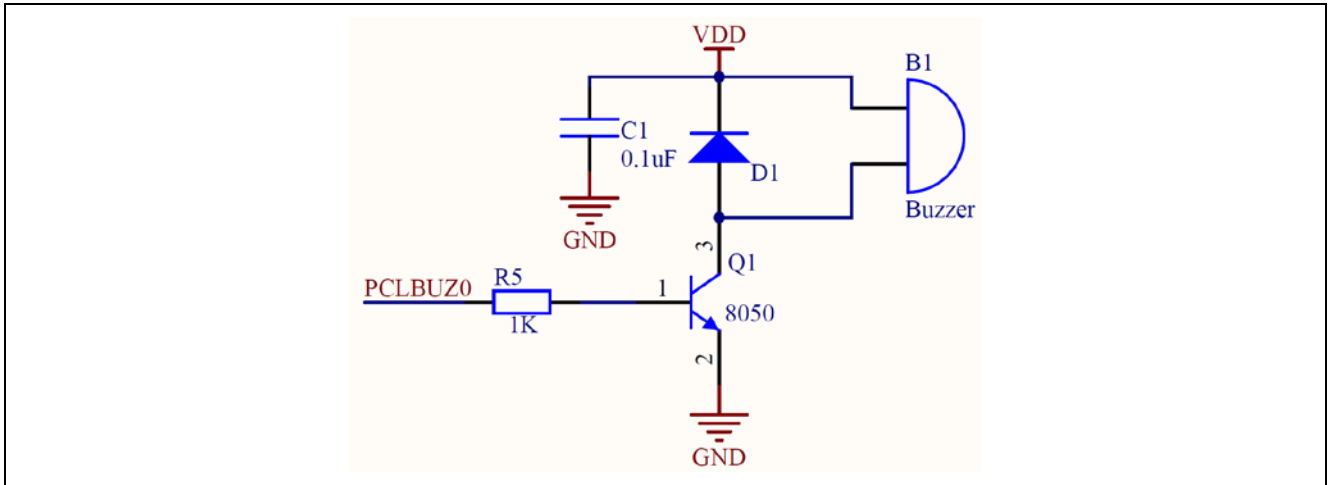 VDD
B1
C1
0.1uF
D1
Buzzer
GND
3
Q1
PCLBUZ0
R5
1
1K
8050
2
GND